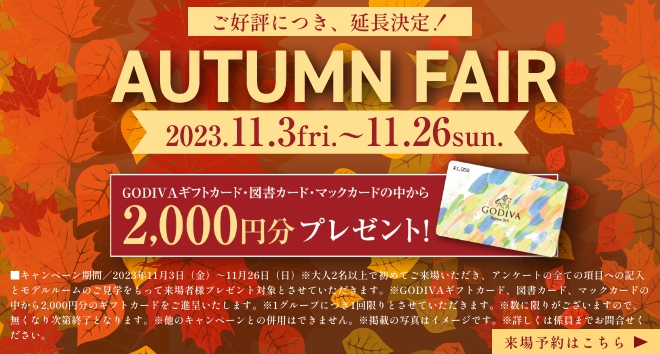 ご好評につき、延長決定！
AUTUMN FAIR
2023.11.3fri.～11.26sun.
GODIVAギフトカード・図書カード・マックカードの中から
2,000円分プレゼント!
¥1,000
GODIVA
■キャンペーン期間／2023年11月3日（金）～11月26日（日）※大人2名以上で初めてご来場いただき、アンケートの全ての項目への記入
とモデルルームのご見学をもって来場者様プレゼント対象とさせていただきます。※GODIVAギフトカード、図書カード、マックカードの
中から2,000円分のギフトカードをご進呈いたします。※1グループにつき1回限りとさせていただきます。※数に限りがございますので、
無くなり次第終了となります。※他のキャンペーンとの併用はできません。※掲載の写真はイメージです。※詳しくは係員までお問合せく
ださい。
来場予約はこちら ▶